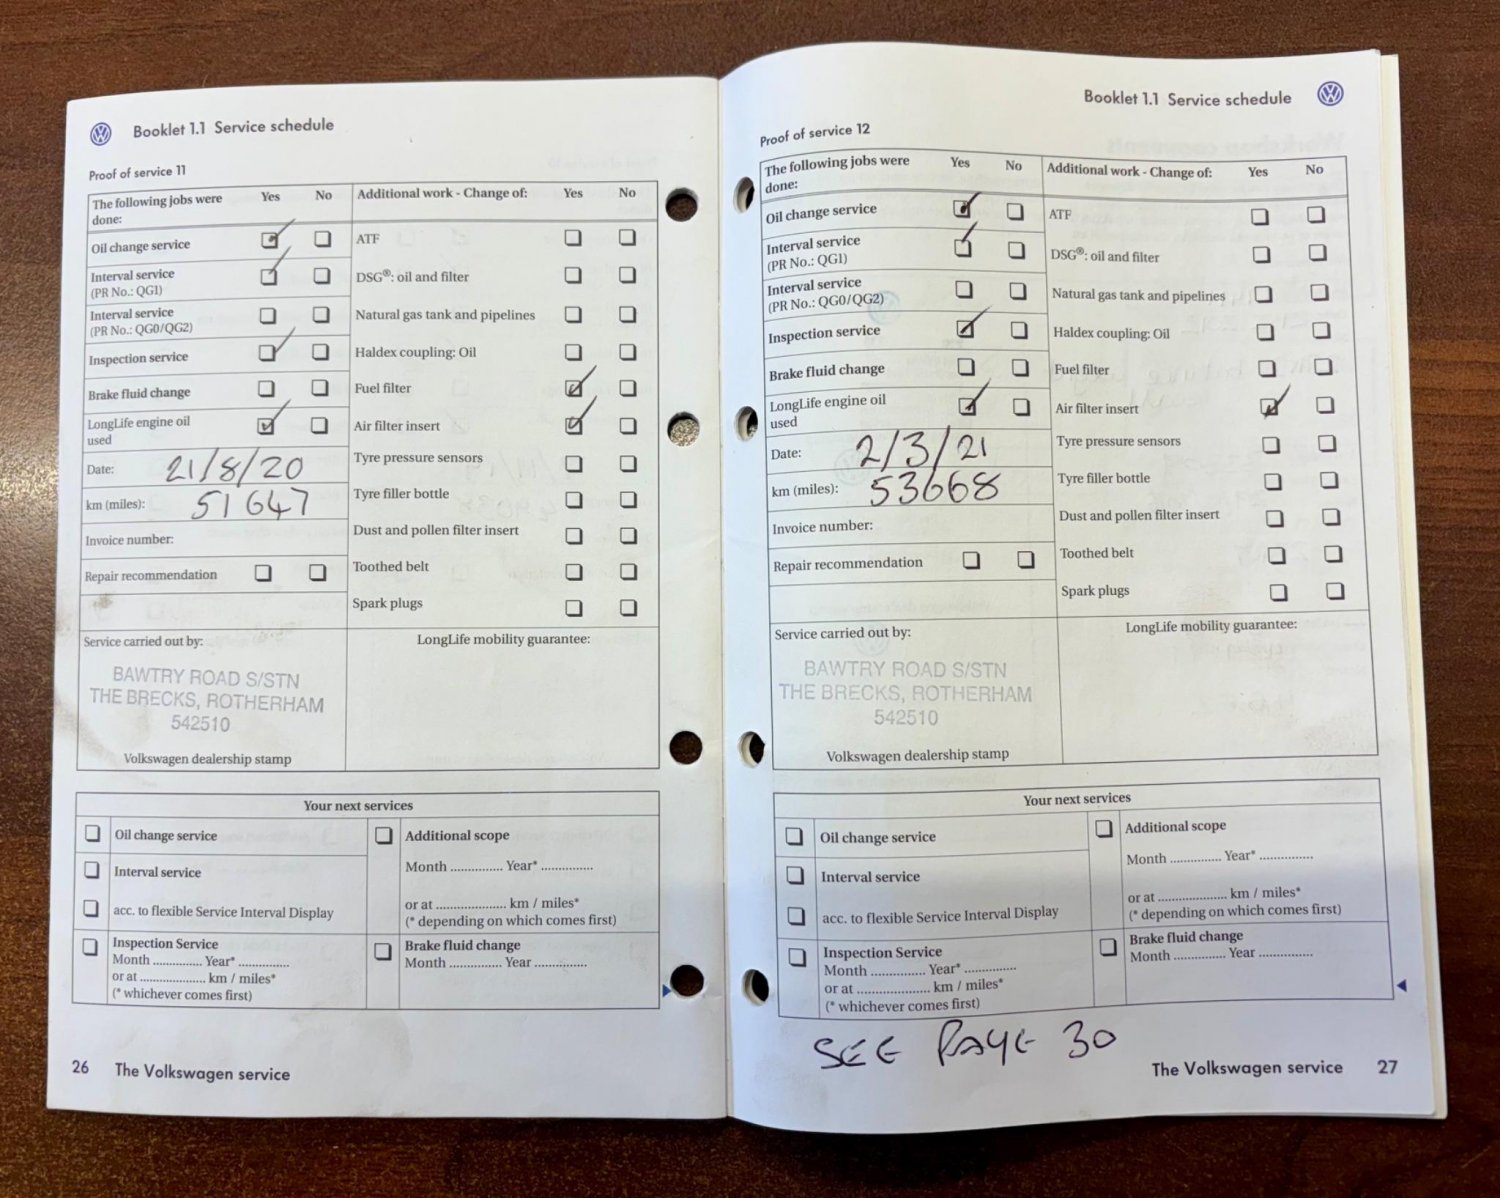 Booklet 1.1 Service schedule
Proof of service 11
The following jobs were done: Yes No
Oil change service
Interval service
(PR No.: QG1)
Interval service
(PR No.: QG0/QG2)
Inspection service
Brake fluid change
LongLife engine oil
used
Date: 21/8/20
km (miles): 51647
Invoice number:
Repair recommendation
Additional work - Change of: Yes No
ATF
DSG®: oil and filter
Natural gas tank and pipelines
Haldex coupling: Oil
Fuel filter
Air filter insert
Tyre pressure sensors
Tyre filler bottle
Dust and pollen filter insert
Toothed belt
Spark plugs
Service carried out by:
BAWTRY ROAD S/STN
THE BRECKS, ROTHERHAM
542510
Volkswagen dealership stamp
LongLife mobility guarantee:
Your next services
Oil change service
Interval service
acc. to flexible Service Interval Display
Inspection Service
Month .............. Year* ..............
or at .................... km / miles*
(* whichever comes first)
Additional scope
Month ............... Year* ...............
or at .................... km / miles*
(* depending on which comes first)
Brake fluid change
Month ............... Year ...............
26 The Volkswagen service
Booklet 1.1 Service schedule
Proof of service 12
The following jobs were
done: Yes No
Oil change service
Interval service
(PR No.: QG1)
Interval service
(PR No.: QG0/QG2)
Inspection service
Brake fluid change
LongLife engine oil
used
Date: 2/3/21
km (miles): 53668
Invoice number:
Repair recommendation
Additional work - Change of: Yes No
ATF
DSG®: oil and filter
Natural gas tank and pipelines
Haldex coupling: Oil
Fuel filter
Air filter insert
Tyre pressure sensors
Tyre filler bottle
Dust and pollen filter insert
Toothed belt
Spark plugs
Service carried out by:
BAWTRY ROAD S/STN
THE BRECKS, ROTHERHAM
542510
Volkswagen dealership stamp
LongLife mobility guarantee:
Your next services
Oil change service
Interval service
acc. to flexible Service Interval Display
Inspection Service
Month ............... Year* ...............
or at .................... km / miles*
(* whichever comes first)
Additional scope
Month ............... Year* ...............
or at .................... km / miles*
(* depending on which comes first)
Brake fluid change
Month ............... Year ...............
SEE PAGE 30
The Volkswagen service 27